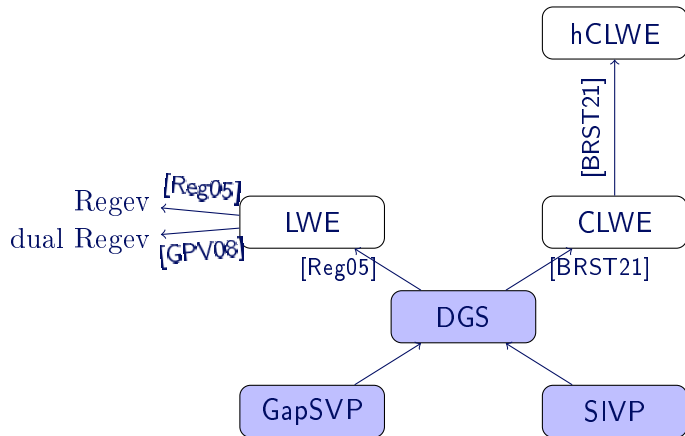 hCLWE
[BRST21]
[Reg05]
Regev
LWE
CLWE
dual Regev
[GPV08]
[Reg05]
[BRST21]
DGS
GapSVP
SIVP